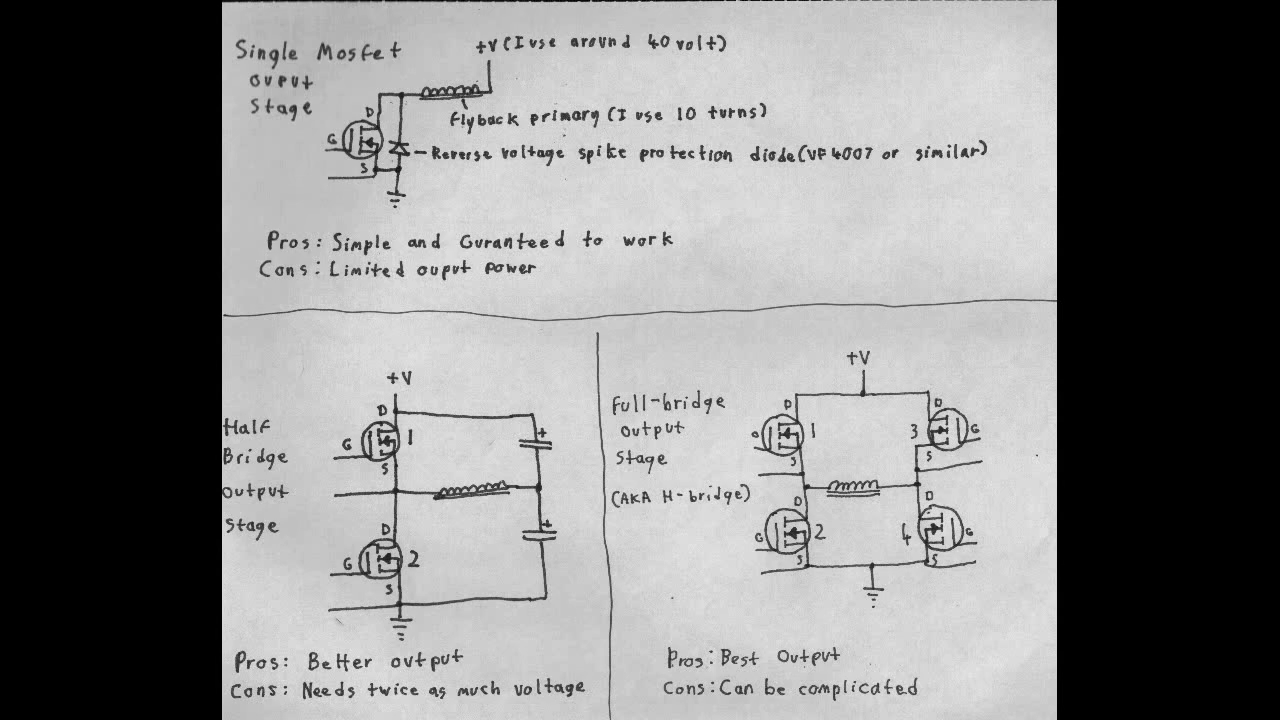 Single Mosfet
ouput
stage
+V (I use around 40 volt)
D
G
S
flyback primary (I use 10 turns)
Reverse voltage spike protection diode (VF4007 or similar)
Pros: Simple and Guranteed to work
Cons: Limited ouput power
Half
Bridge
output
stage
+V
D
G
1
S
+
D
G
2
S
+
Pros: Better output
Cons: Needs twice as much voltage
Full-bridge
output
stage
(AKA H-bridge)
+V
D
G
1
S
D
3
G
S
D
G
2
S
D
4
G
S
Pros: Best Output
Cons: Can be complicated